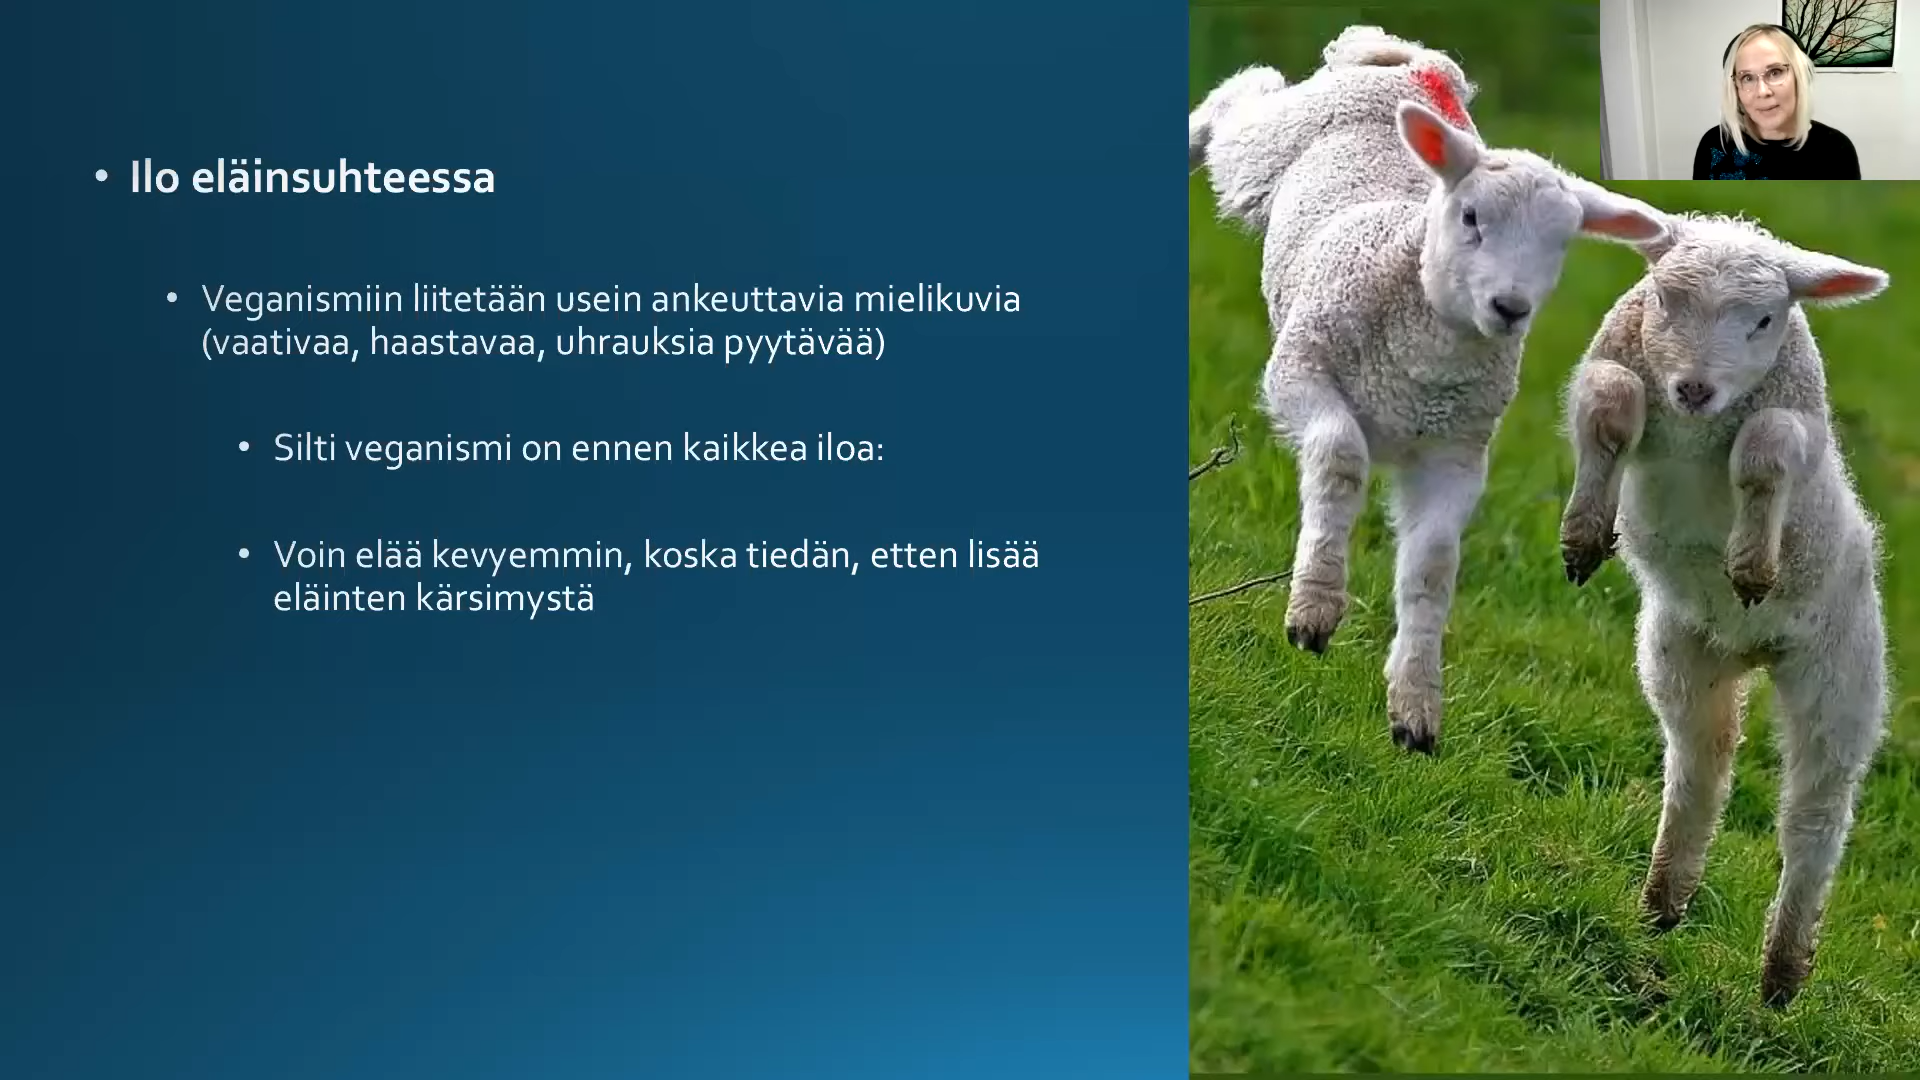 • Ilo eläinsuhteessa
• Veganismiin liitetään usein ankeuttavia mielikuvia
(vaativaa, haastavaa, uhrauksia pyytävää)
• Silti veganismi on ennen kaikkea iloa:
• Voin elää kevyemmin, koska tiedän, etten lisää
eläinten kärsimystä